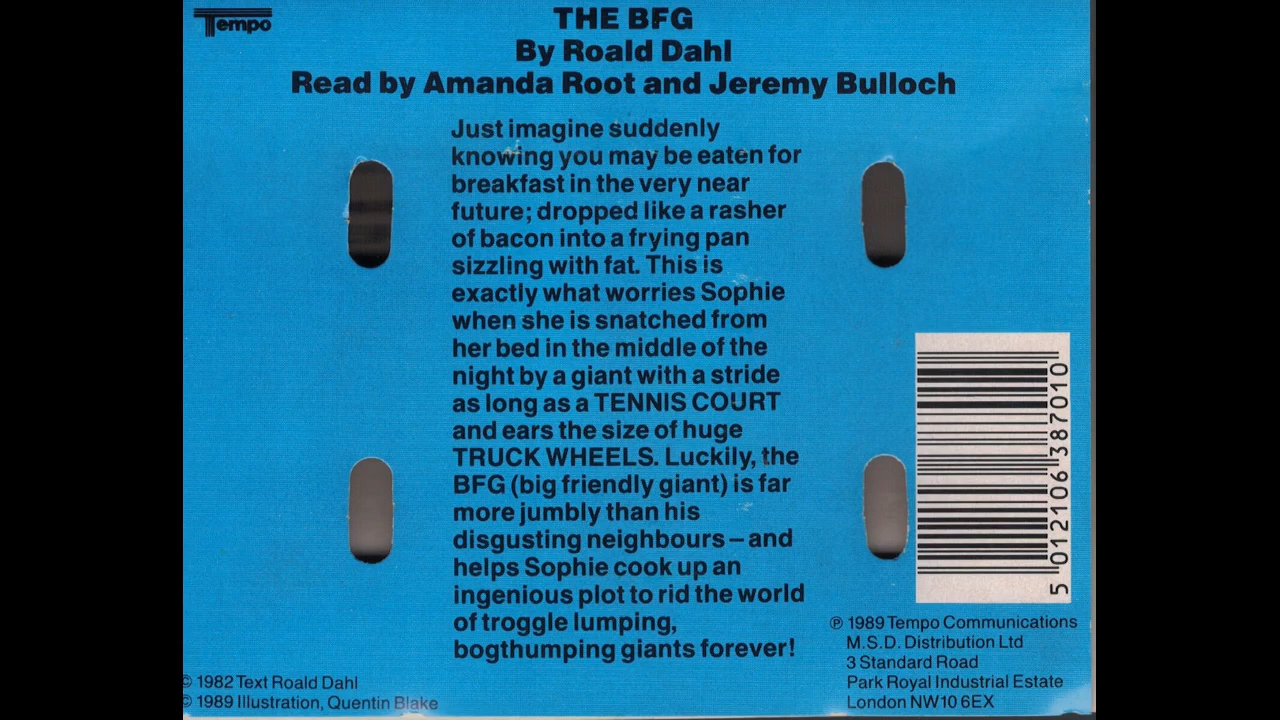 Tempo
THE BFG
By Roald Dahl
Read by Amanda Root and Jeremy Bulloch
Just imagine suddenly
knowing you may be eaten for
breakfast in the very near
future; dropped like a rasher
of bacon into a frying pan
sizzling with fat. This is
exactly what worries Sophie
when she is snatched from
her bed in the middle of the
night by a giant with a stride
as long as a TENNIS COURT
and ears the size of huge
TRUCK WHEELS. Luckily, the
BFG (big friendly giant) is far
more jumbly than his
disgusting neighbours – and
helps Sophie cook up an
ingenious plot to rid the world
of troggle lumping,
bogthumping giants forever!
5 012106 387010
℗ 1989 Tempo Communications
M.S.D. Distribution Ltd
3 Standard Road
Park Royal Industrial Estate
London NW10 6EX
© 1982 Text Roald Dahl
© 1989 Illustration, Quentin Blake